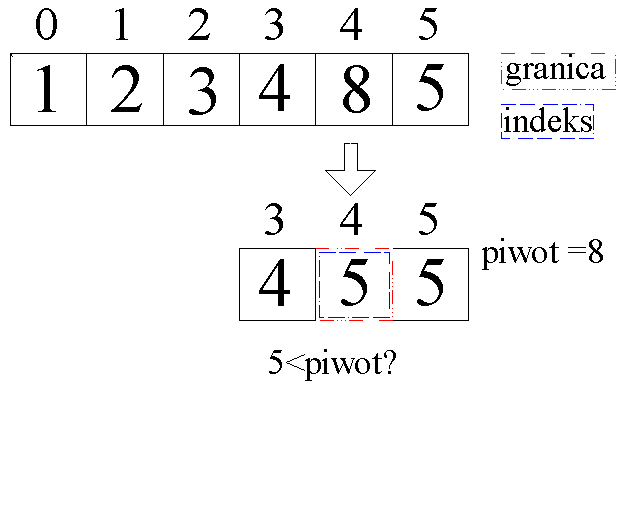 0 1 2 3 4 5
1 2 3 4 8 5
granica
indeks
3 4 5
4 5 5
piwot =8
5<piwot?